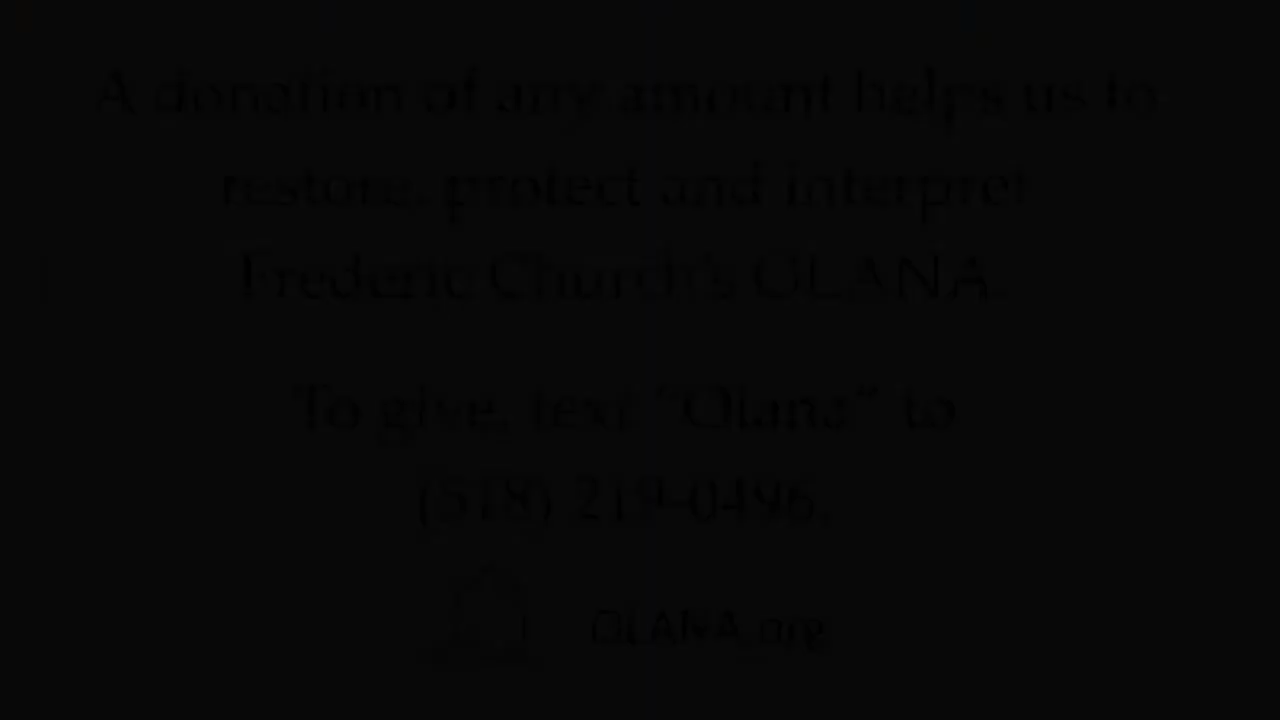 A donation of any amount helps us to
restore, protect and interpret
Frederic Church's OLANA.
To give, text "Olana" to
(518) 219-0496.
OLANA.org